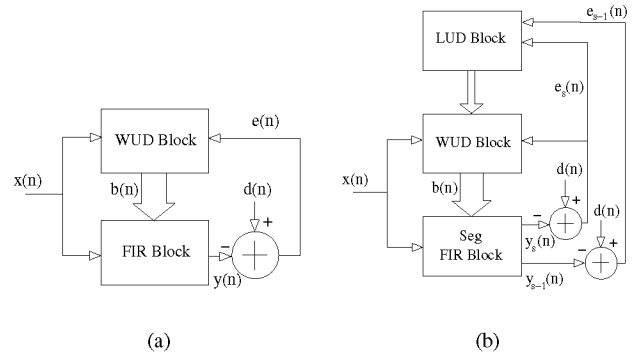 e(n)
WUD Block
x(n)
b(n)
d(n)
+
FIR Block
−
y(n)
(a)
e_{s−1}(n)
LUD Block
e_s(n)
WUD Block
x(n)
b(n)
d(n)
+
d(n)
−
Seg
FIR Block
y_s(n)
+
−
y_{s−1}(n)
(b)